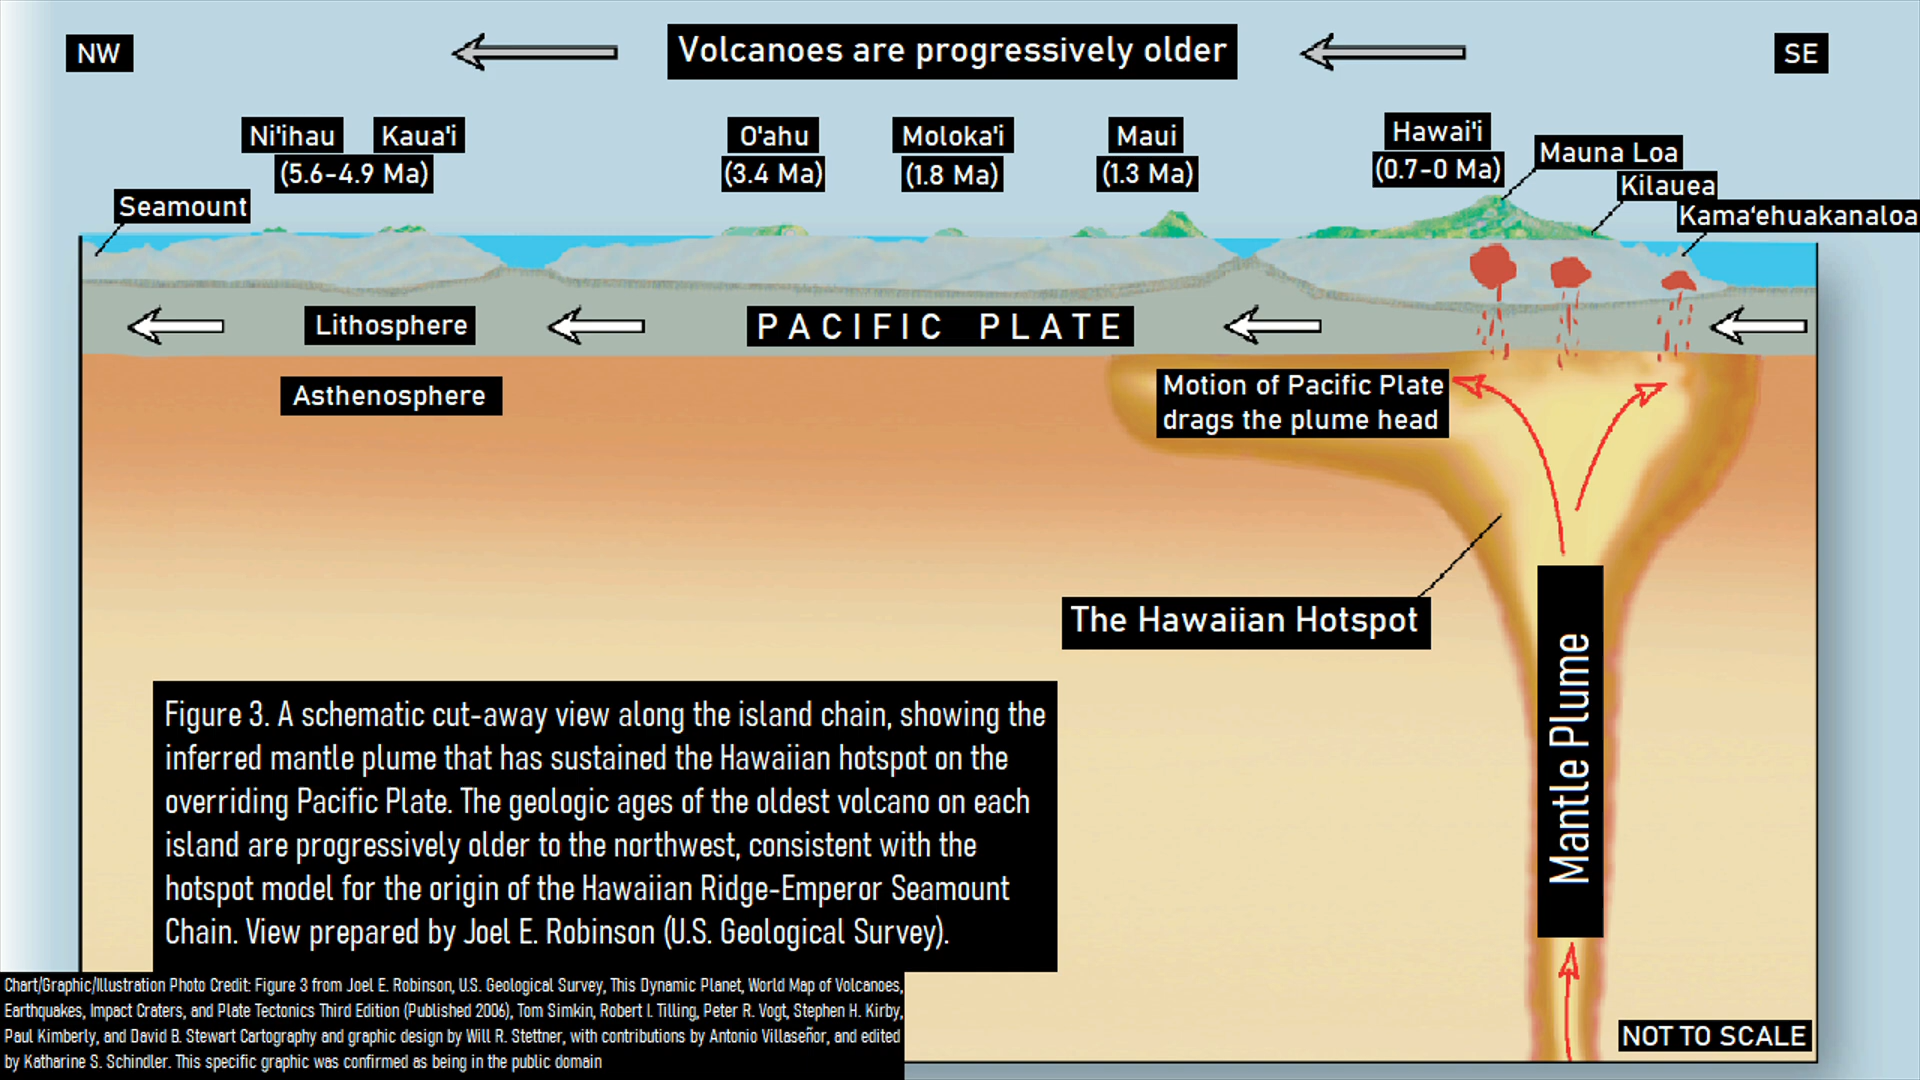 NW
Volcanoes are progressively older
SE
Ni'ihau
Kaua'i
(5.6-4.9 Ma)
O'ahu
(3.4 Ma)
Moloka'i
(1.8 Ma)
Maui
(1.3 Ma)
Hawai'i
(0.7-0 Ma)
Mauna Loa
Kilauea
Kama‘ehuakanaloa
Seamount
Lithosphere
PACIFIC PLATE
Asthenosphere
Motion of Pacific Plate
drags the plume head
The Hawaiian Hotspot
Mantle Plume
Figure 3. A schematic cut-away view along the island chain, showing the
inferred mantle plume that has sustained the Hawaiian hotspot on the
overriding Pacific Plate. The geologic ages of the oldest volcano on each
island are progressively older to the northwest, consistent with the
hotspot model for the origin of the Hawaiian Ridge-Emperor Seamount
Chain. View prepared by Joel E. Robinson (U.S. Geological Survey).
Chart/Graphic/Illustration Photo Credit: Figure 3 from Joel E. Robinson, U.S. Geological Survey, This Dynamic Planet, World Map of Volcanoes,
Earthquakes, Impact Craters, and Plate Tectonics Third Edition (Published 2006), Tom Simkin, Robert I. Tilling, Peter R. Vogt, Stephen H. Kirby,
Paul Kimberly, and David B. Stewart Cartography and graphic design by Will R. Stettner, with contributions by Antonio Villaseñor, and edited
by Katharine S. Schindler. This specific graphic was confirmed as being in the public domain
NOT TO SCALE